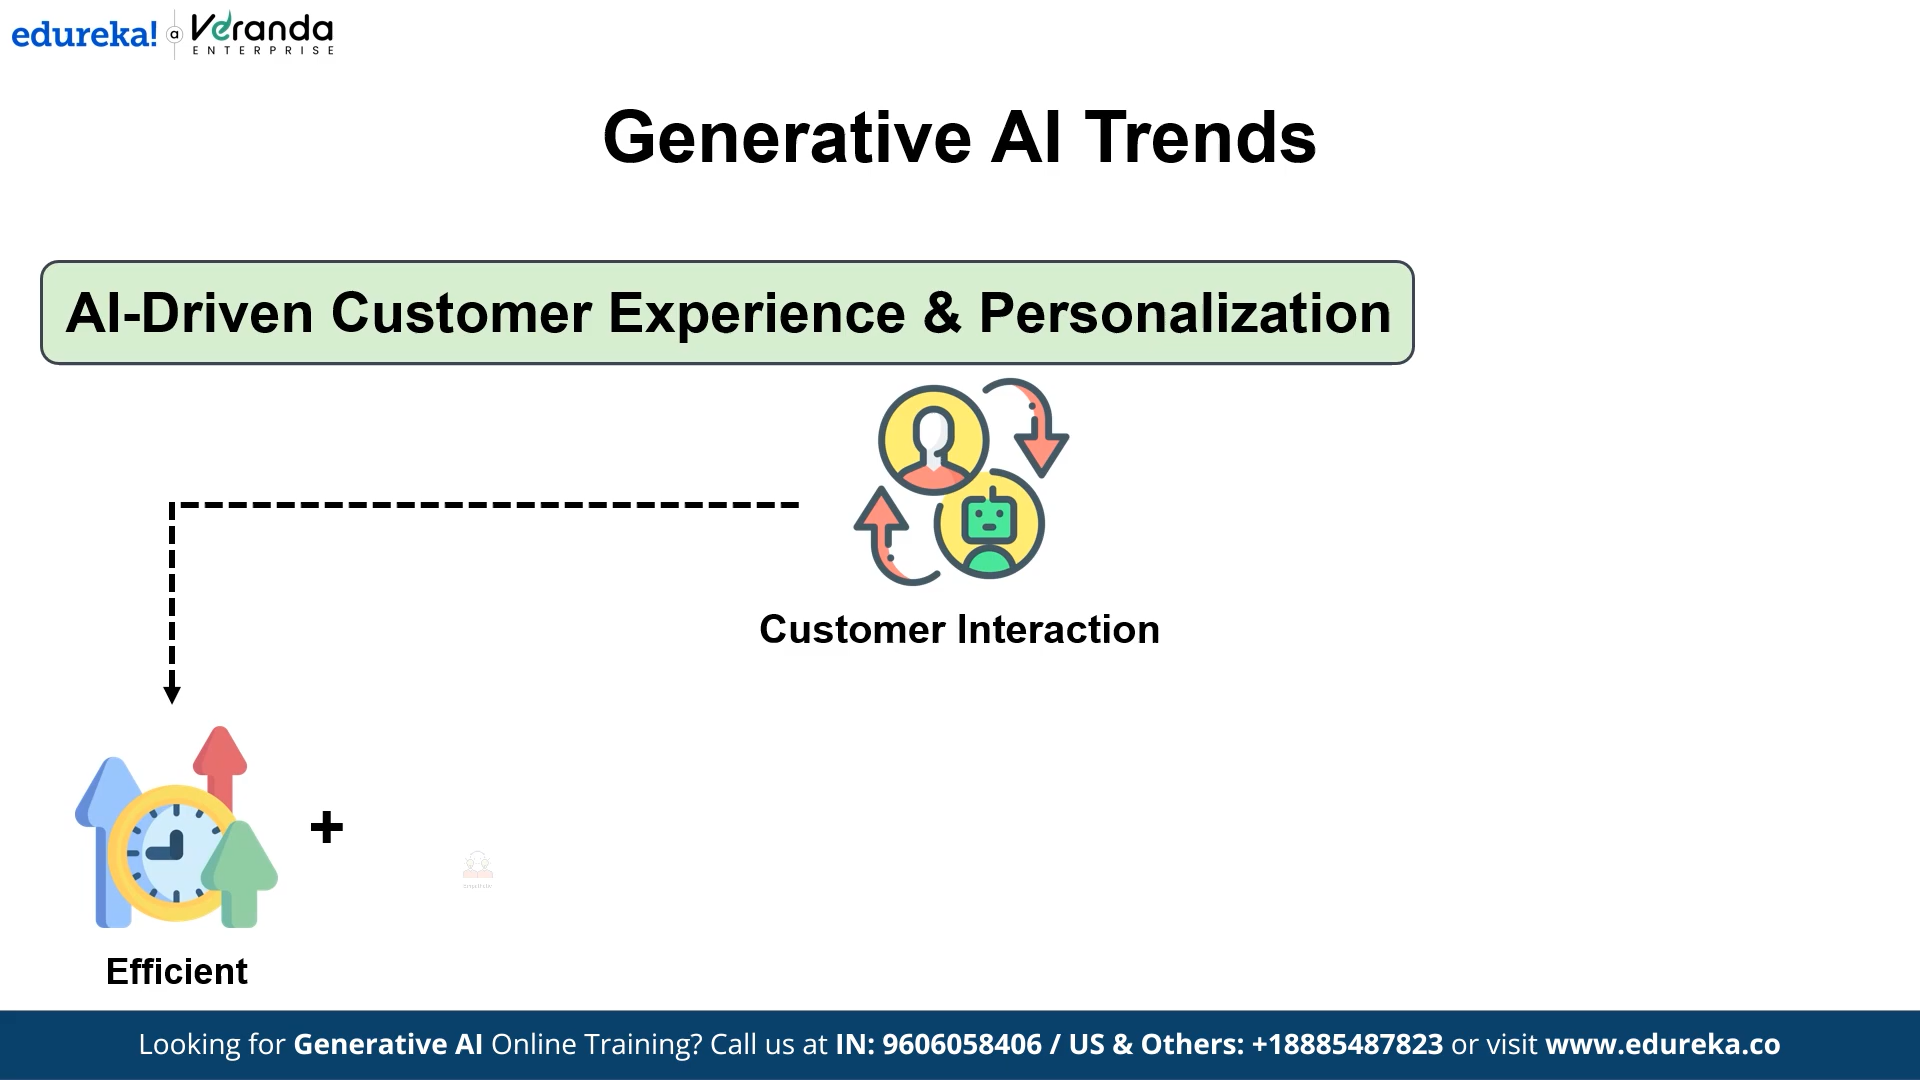 edureka! a Veranda
ENTERPRISE
Generative AI Trends
AI-Driven Customer Experience & Personalization
Customer Interaction
+
Efficient
Looking for Generative AI Online Training? Call us at IN: 9606058406 / US & Others: +18885487823 or visit www.edureka.co